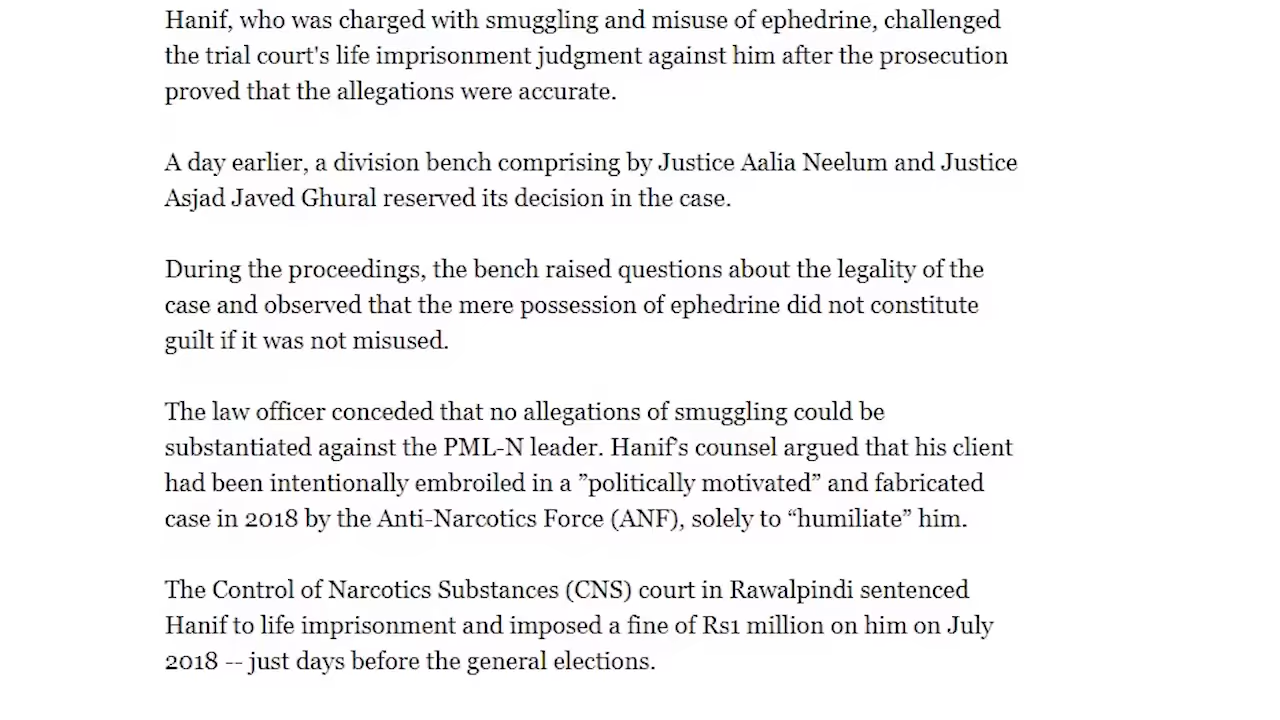 Hanif, who was charged with smuggling and misuse of ephedrine, challenged
the trial court's life imprisonment judgment against him after the prosecution
proved that the allegations were accurate.
A day earlier, a division bench comprising by Justice Aalia Neelum and Justice
Asjad Javed Ghural reserved its decision in the case.
During the proceedings, the bench raised questions about the legality of the
case and observed that the mere possession of ephedrine did not constitute
guilt if it was not misused.
The law officer conceded that no allegations of smuggling could be
substantiated against the PML-N leader. Hanif's counsel argued that his client
had been intentionally embroiled in a ”politically motivated” and fabricated
case in 2018 by the Anti-Narcotics Force (ANF), solely to “humiliate” him.
The Control of Narcotics Substances (CNS) court in Rawalpindi sentenced
Hanif to life imprisonment and imposed a fine of Rs1 million on him on July
2018 -- just days before the general elections.